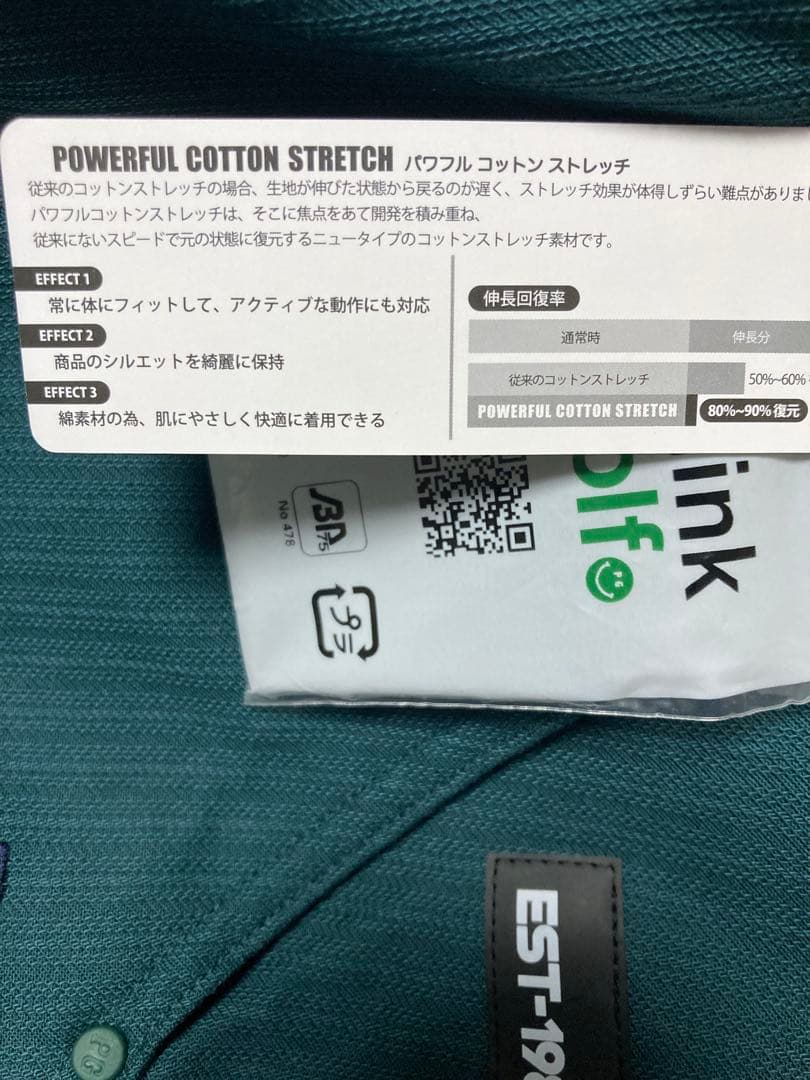 POWERFUL COTTON STRETCH パワフル コットン ストレッチ
従来のコットンストレッチの場合、生地が伸びた状態から戻るのが遅く、ストレッチ効果が体得しずらい難点がありまし
パワフルコットンストレッチは、そこに焦点をあて開発を積み重ね、
従来にないスピードで元の状態に復元するニュータイプのコットンストレッチ素材です。
EFFECT 1
常に体にフィットして、アクティブな動作にも対応
EFFECT 2
商品のシルエットを綺麗に保持
EFFECT 3
綿素材の為、肌にやさしく快適に着用できる
伸長回復率
通常時 伸長分
従来のコットンストレッチ 50%~60%
POWERFUL COTTON STRETCH 80%~90% 復元
ink
olf
PG
No 478
75
プラ
EST-198
PG